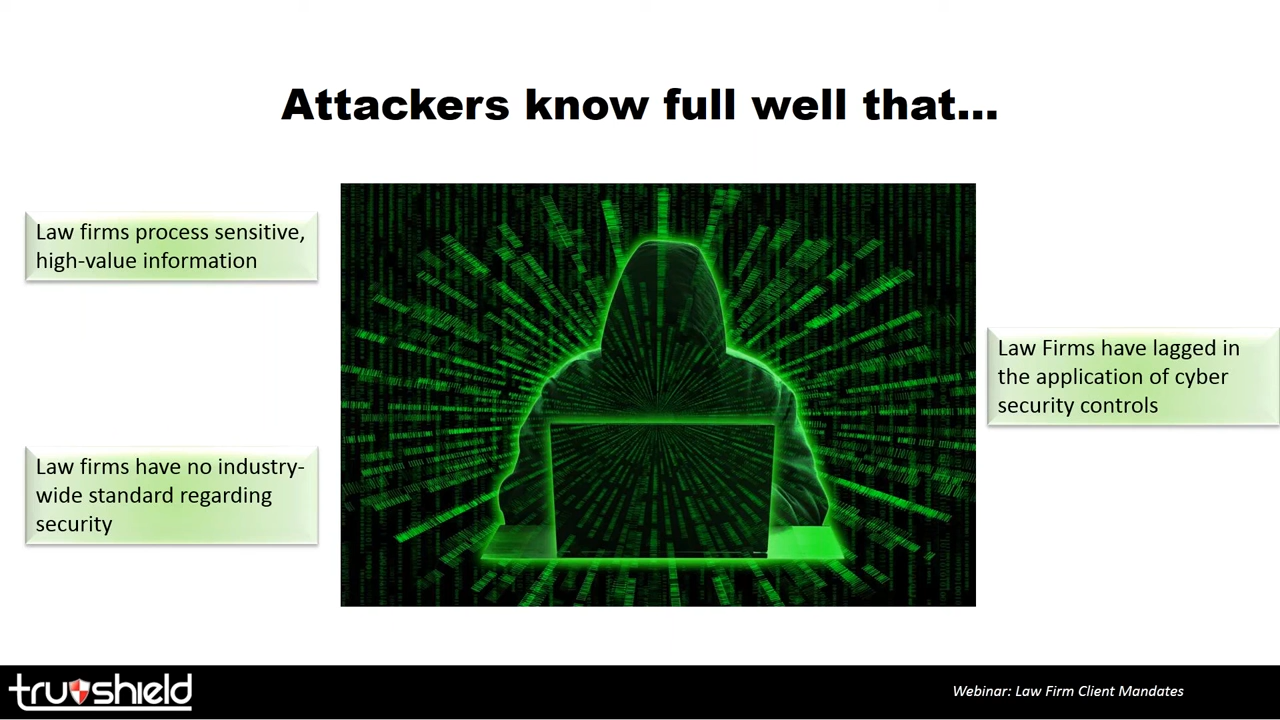 Attackers know full well that...
Law firms process sensitive,
high-value information
Law Firms have lagged in
the application of cyber
security controls
Law firms have no industry-
wide standard regarding
security
trushield
Webinar: Law Firm Client Mandates